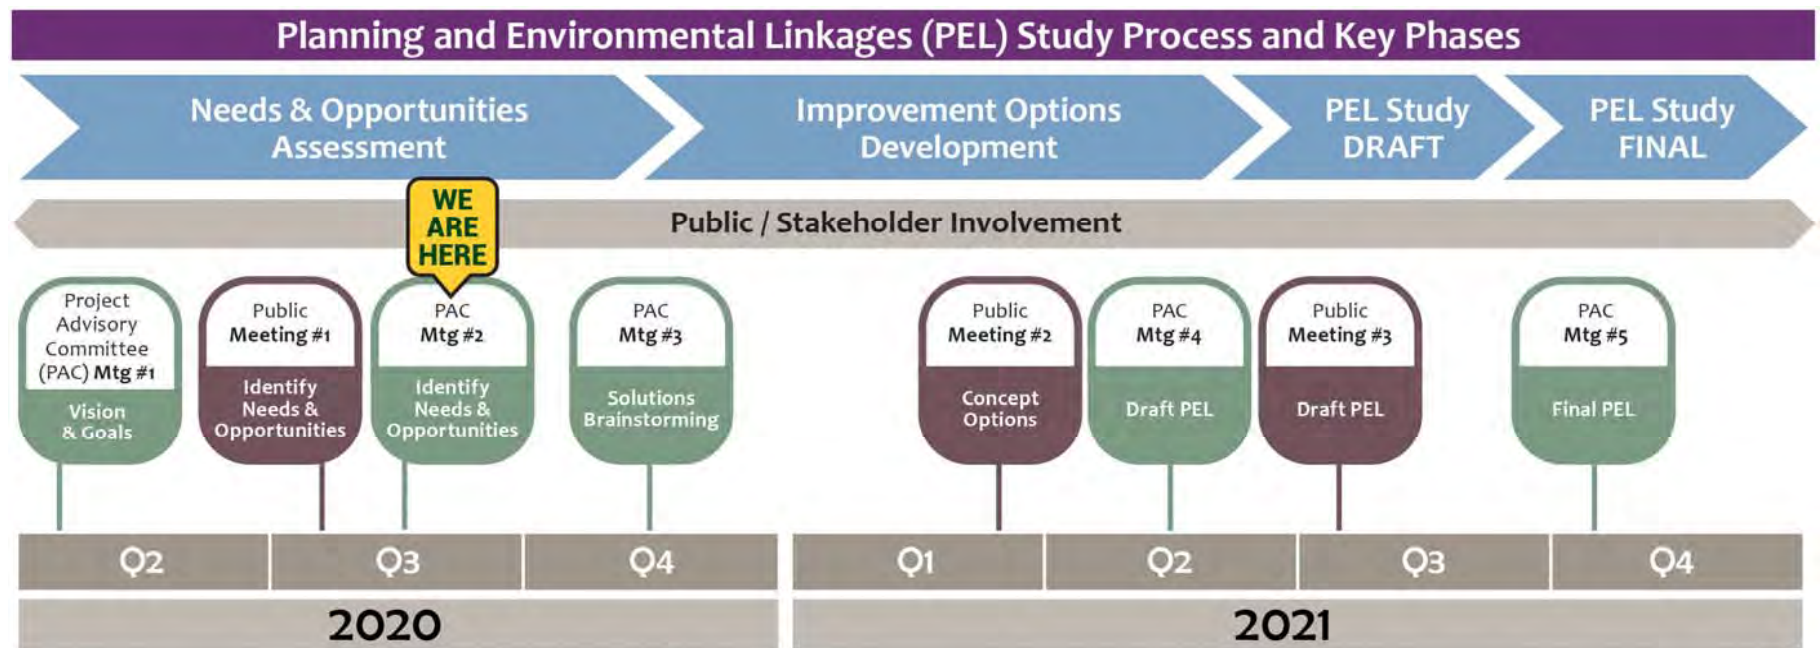 Planning and Environmental Linkages (PEL) Study Process and Key Phases
Needs & Opportunities
Assessment
Improvement Options
Development
PEL Study
DRAFT
PEL Study
FINAL
WE
ARE
HERE
Public / Stakeholder Involvement
Project
Advisory
Committee
(PAC) Mtg #1
Vision
& Goals
Public
Meeting #1
Identify
Needs &
Opportunities
PAC
Mtg #2
Identify
Needs &
Opportunities
PAC
Mtg #3
Solutions
Brainstorming
Public
Meeting #2
Concept
Options
PAC
Mtg #4
Draft PEL
Public
Meeting #3
Draft PEL
PAC
Mtg #5
Final PEL
Q2
Q3
Q4
Q1
Q2
Q3
Q4
2020
2021